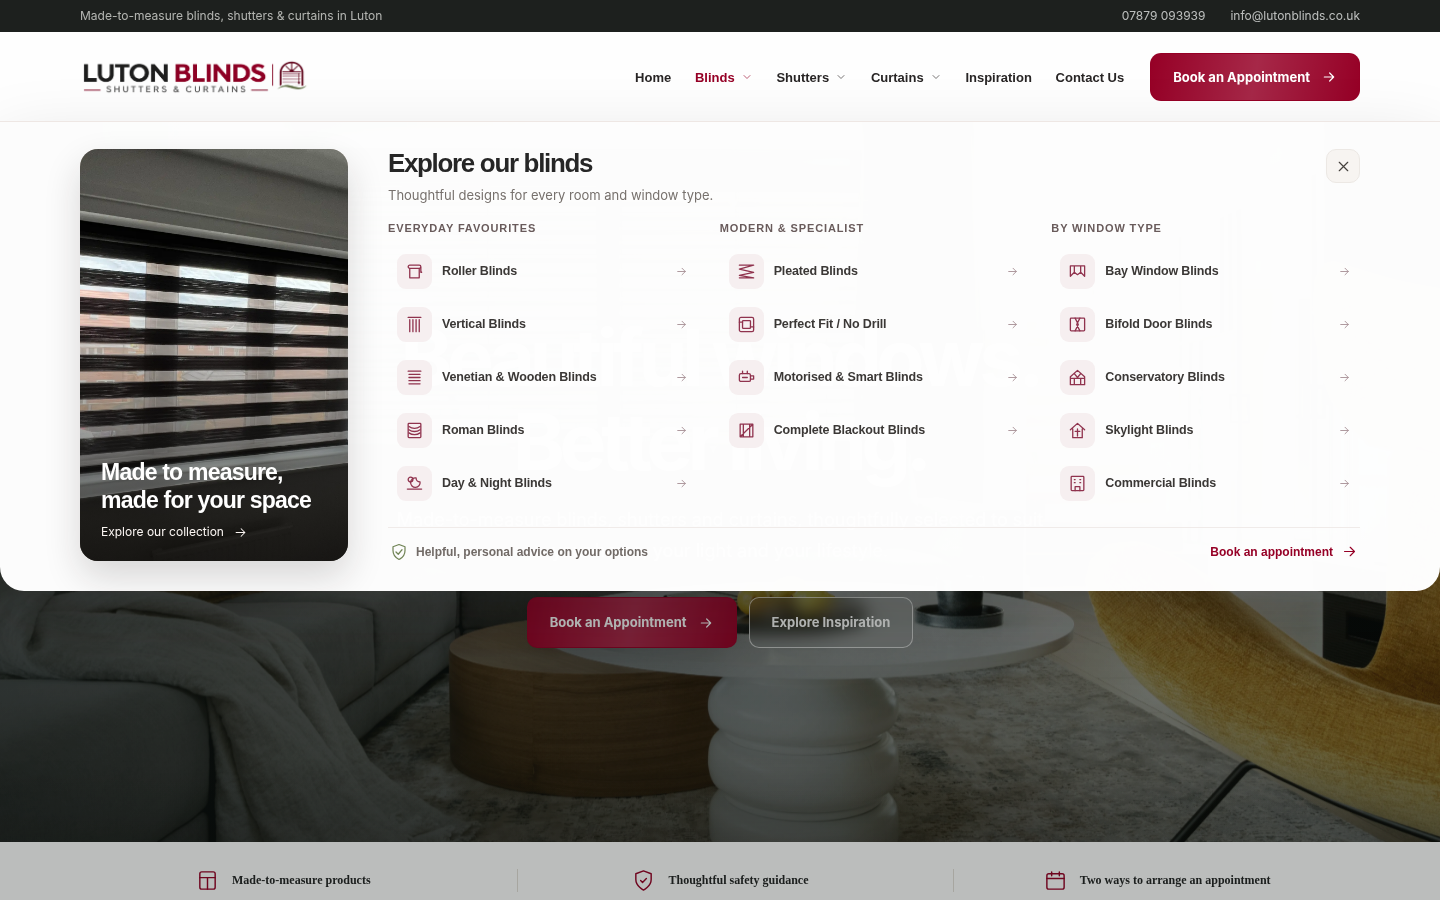 Made-to-measure blinds, shutters & curtains in Luton
07879 093939
info@lutonblinds.co.uk
LUTON BLINDS
SHUTTERS & CURTAINS
Home
Blinds
Shutters
Curtains
Inspiration
Contact Us
Book an Appointment
Explore our blinds
Thoughtful designs for every room and window type.
EVERYDAY FAVOURITES
Roller Blinds
Vertical Blinds
Venetian & Wooden Blinds
Roman Blinds
Day & Night Blinds
MODERN & SPECIALIST
Pleated Blinds
Perfect Fit / No Drill
Motorised & Smart Blinds
Complete Blackout Blinds
BY WINDOW TYPE
Bay Window Blinds
Bifold Door Blinds
Conservatory Blinds
Skylight Blinds
Commercial Blinds
Made to measure,
made for your space
Explore our collection
Helpful, personal advice on your options
Book an appointment
Beautiful windows.
Better living.
Book an Appointment
Explore Inspiration
Made-to-measure products
Thoughtful safety guidance
Two ways to arrange an appointment